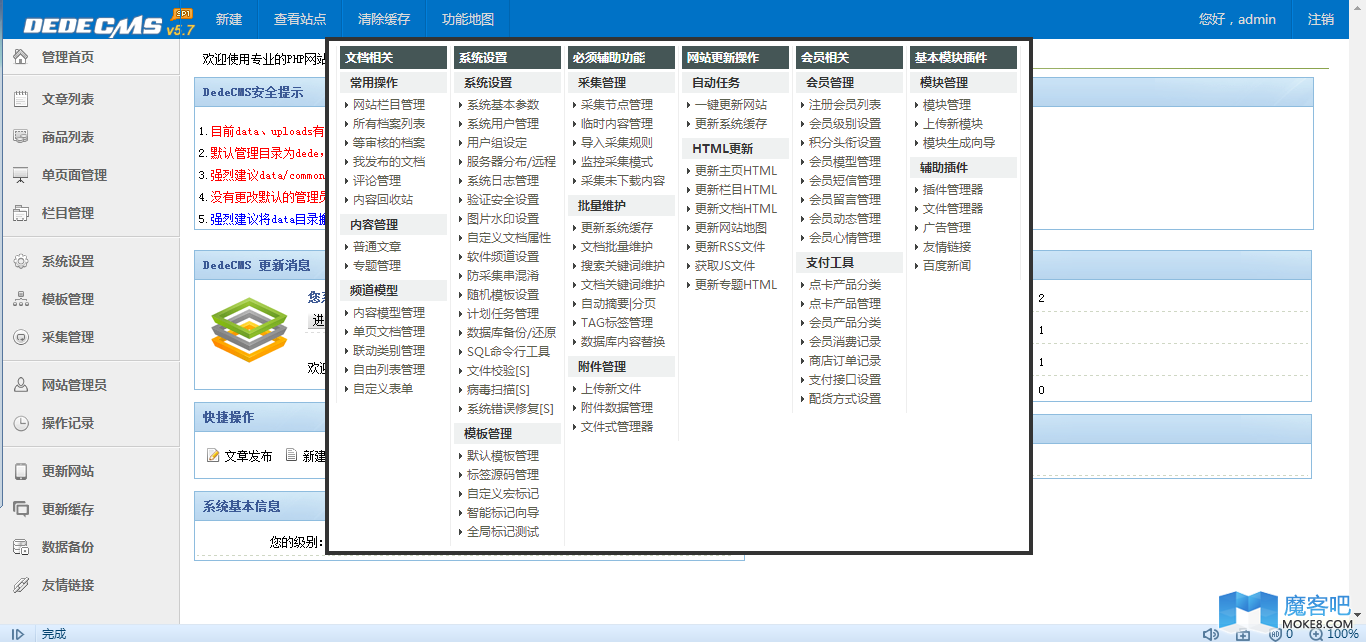 DEDECMS SP1 v5.7
新建 查看站点 清除缓存 功能地图
您好，admin 注销
管理首页
文章列表
商品列表
单页面管理
栏目管理
系统设置
模板管理
采集管理
网站管理员
操作记录
更新网站
更新缓存
数据备份
友情链接
欢迎使用专业的PHP网站
DedeCMS安全提示
1.目前data、uploads有
2.默认管理目录为dede，
3.强烈建议data/common
4.没有更改默认的管理员
5.强烈建议将data目录搬
DedeCMS 更新消息
您系
进
欢迎
快捷操作
文章发布 新建
系统基本信息
您的级别：
文档相关
常用操作
网站栏目管理
所有档案列表
等审核的档案
我发布的文档
评论管理
内容回收站
内容管理
普通文章
专题管理
频道模型
内容模型管理
单页文档管理
联动类别管理
自由列表管理
自定义表单
系统设置
系统设置
系统基本参数
系统用户管理
用户组设定
服务器分布/远程
系统日志管理
验证安全设置
图片水印设置
自定义文档属性
软件频道设置
防采集串混淆
随机模板设置
计划任务管理
数据库备份/还原
SQL命令行工具
文件校验[S]
病毒扫描[S]
系统错误修复[S]
模板管理
默认模板管理
标签源码管理
自定义宏标记
智能标记向导
全局标记测试
必须辅助功能
采集管理
采集节点管理
临时内容管理
导入采集规则
监控采集模式
采集未下载内容
批量维护
更新系统缓存
文档批量维护
搜索关键词维护
文档关键词维护
自动摘要|分页
TAG标签管理
数据库内容替换
附件管理
上传新文件
附件数据管理
文件式管理器
网站更新操作
自动任务
一键更新网站
更新系统缓存
HTML更新
更新主页HTML
更新栏目HTML
更新文档HTML
更新网站地图
更新RSS文件
获取JS文件
更新专题HTML
会员相关
会员管理
注册会员列表
会员级别设置
积分头衔设置
会员模型管理
会员短信管理
会员留言管理
会员动态管理
会员心情管理
支付工具
点卡产品分类
点卡产品管理
会员产品分类
会员消费记录
商店订单记录
支付接口设置
配货方式设置
基本模块插件
模块管理
模块管理
上传新模块
模块生成向导
辅助插件
插件管理器
文件管理器
广告管理
友情链接
百度新闻
2
1
1
0
魔客吧
MOKE8.COM
完成
0 100%